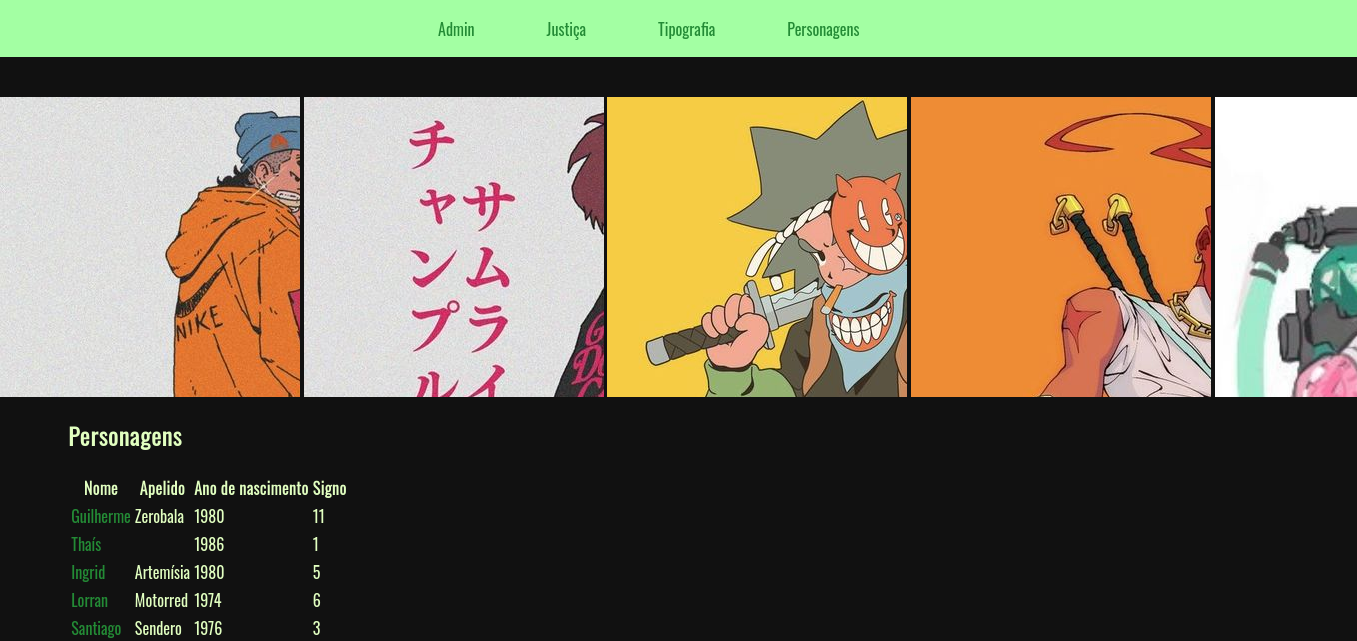 Admin Justiça Tipografia Personagens
NIKE
チャンプル
サムライ
Personagens
Nome Apelido Ano de nascimento Signo
Guilherme Zerobala 1980 11
Thaís 1986 1
Ingrid Artemísia 1980 5
Lorran Motorred 1974 6
Santiago Sendero 1976 3